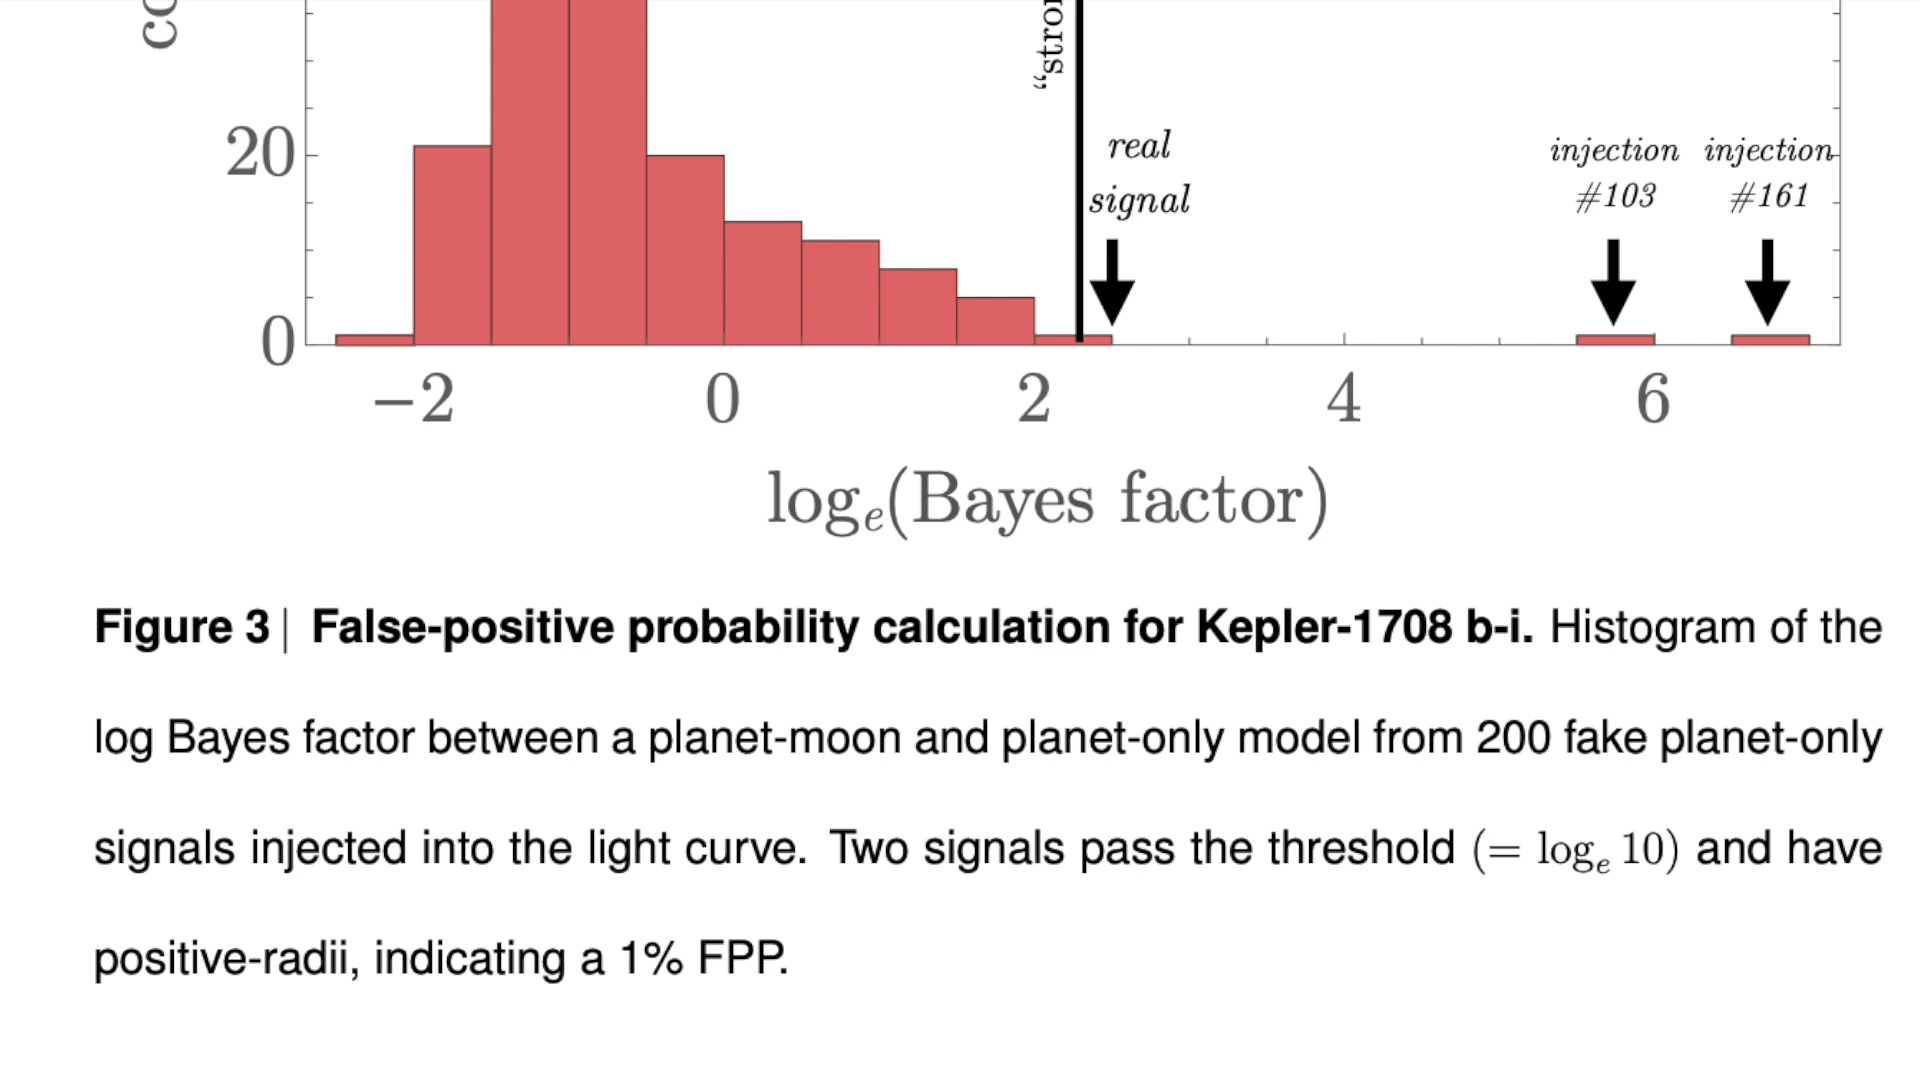 20
0
real
signal
injection
#103
injection
#161
−2 0 2 4 6
logₑ(Bayes factor)
Figure 3| False-positive probability calculation for Kepler-1708 b-i. Histogram of the
log Bayes factor between a planet-moon and planet-only model from 200 fake planet-only
signals injected into the light curve. Two signals pass the threshold (= logₑ 10) and have
positive-radii, indicating a 1% FPP.